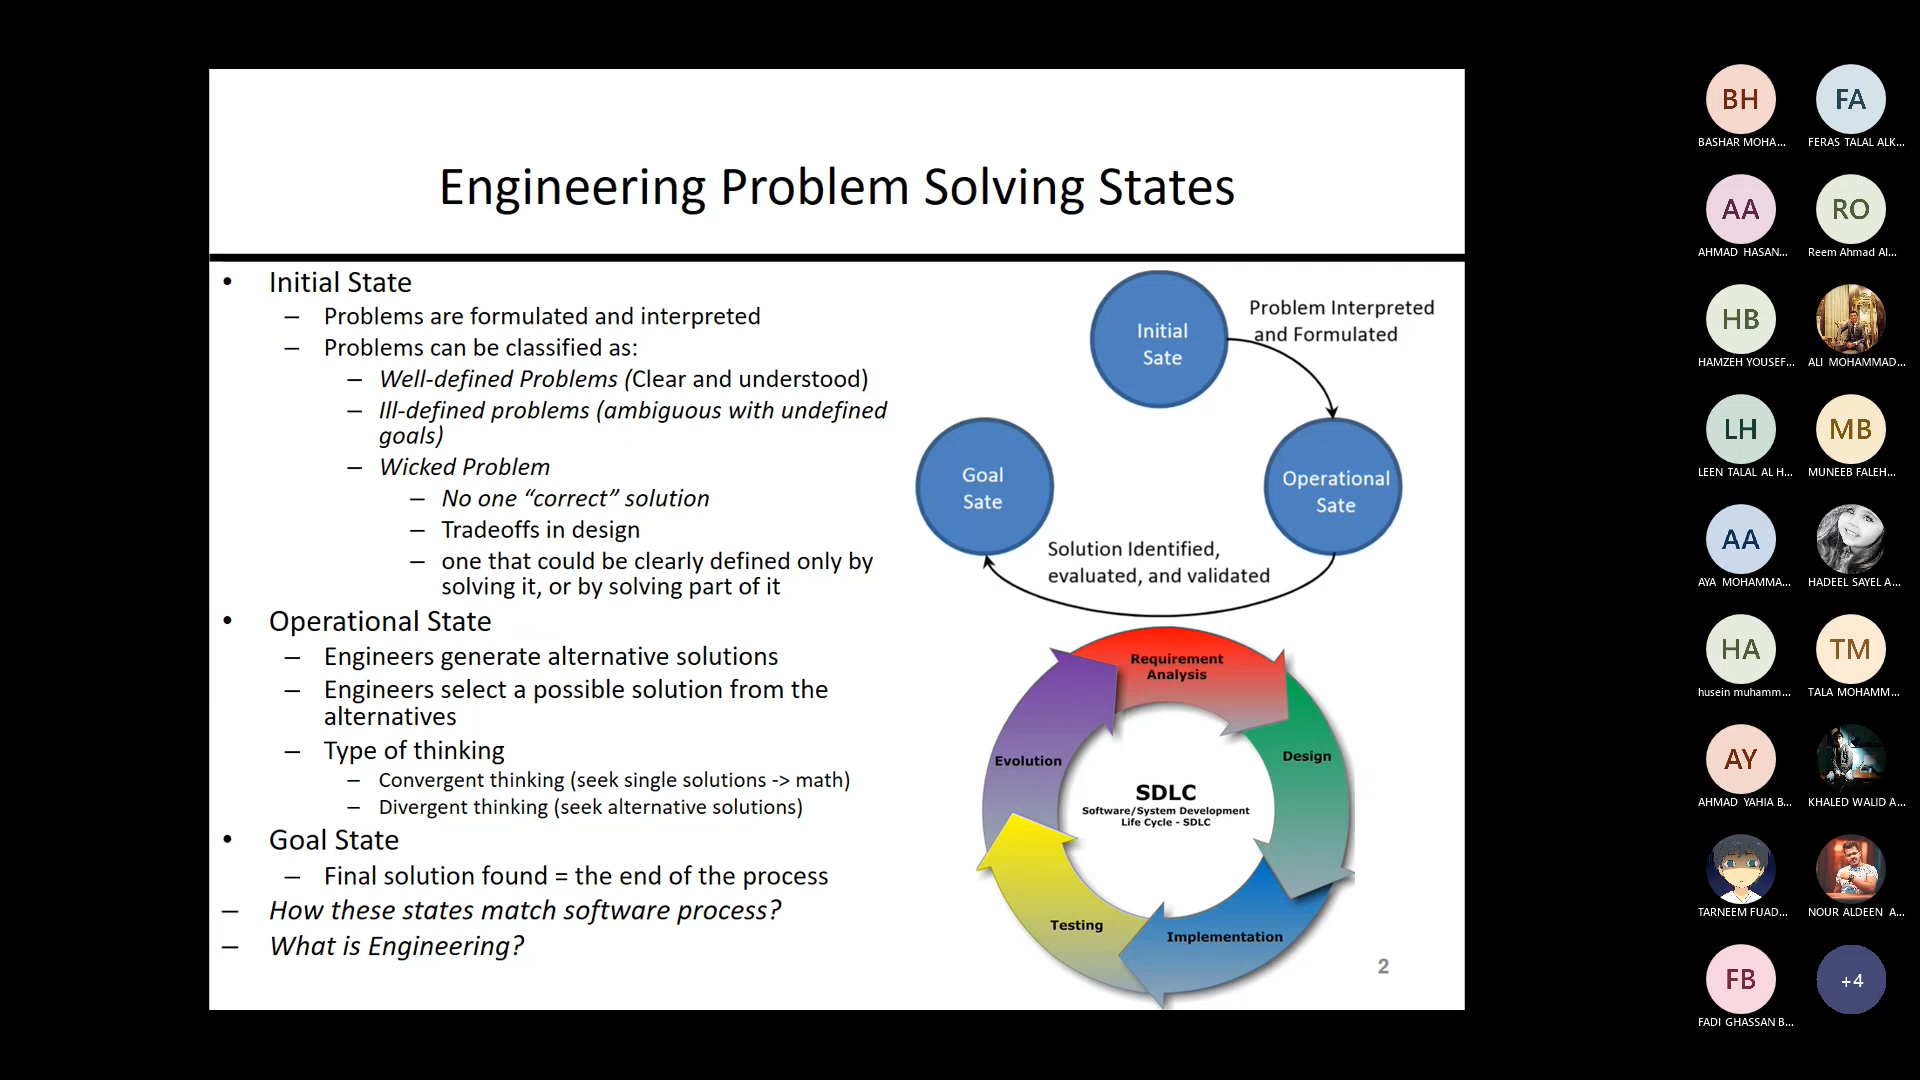 Engineering Problem Solving States
• Initial State
– Problems are formulated and interpreted
– Problems can be classified as:
– Well-defined Problems (Clear and understood)
– Ill-defined problems (ambiguous with undefined
goals)
– Wicked Problem
– No one “correct” solution
– Tradeoffs in design
– one that could be clearly defined only by
solving it, or by solving part of it
• Operational State
– Engineers generate alternative solutions
– Engineers select a possible solution from the
alternatives
– Type of thinking
– Convergent thinking (seek single solutions -> math)
– Divergent thinking (seek alternative solutions)
• Goal State
– Final solution found = the end of the process
– How these states match software process?
– What is Engineering?
Initial
Sate
Problem Interpreted
and Formulated
Goal
Sate
Operational
Sate
Solution Identified,
evaluated, and validated
Requirement
Analysis
Design
Evolution
SDLC
Software/System Development
Life Cycle - SDLC
Testing
Implementation
2
BH
BASHAR MOHA...
FA
FERAS TALAL ALK...
AA
AHMAD HASAN...
RO
Reem Ahmad Al...
HB
HAMZEH YOUSEF...
ALI MOHAMMAD...
LH
LEEN TALAL AL H...
MB
MUNEEB FALEH...
AA
AYA MOHAMMA...
HADEEL SAYEL A...
HA
husein muhamm...
TM
TALA MOHAMM...
AY
AHMAD YAHIA B...
KHALED WALID A...
TARNEEM FUAD...
NOUR ALDEEN A...
FB
FADI GHASSAN B...
+4